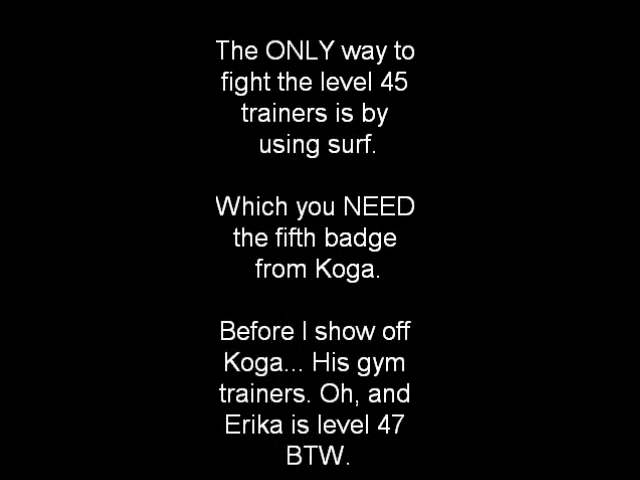 The ONLY way to
fight the level 45
trainers is by
using surf.
Which you NEED
the fifth badge
from Koga.
Before I show off
Koga... His gym
trainers. Oh, and
Erika is level 47
BTW.